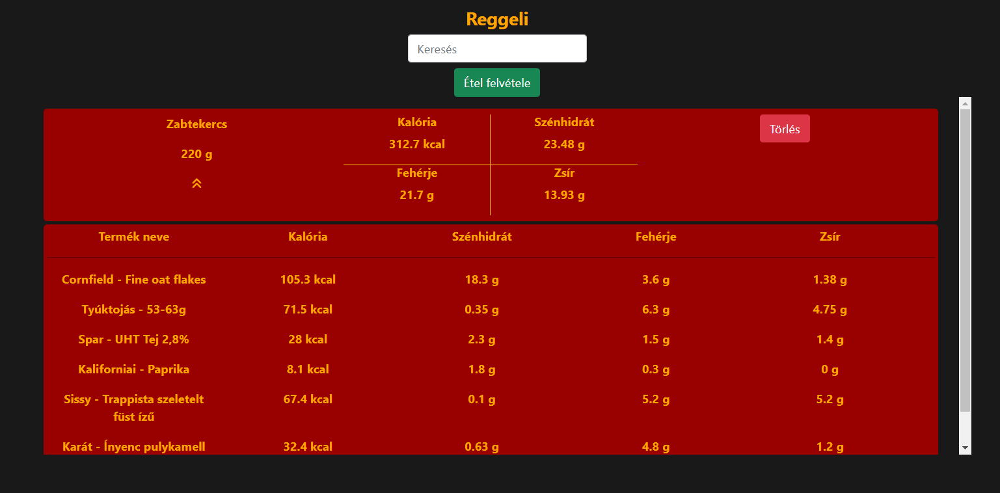 Reggeli
Keresés
Étel felvétele
Zabtekercs
220 g
Kalória
312.7 kcal
Szénhidrát
23.48 g
Fehérje
21.7 g
Zsír
13.93 g
Törlés
Termék neve Kalória Szénhidrát Fehérje Zsír
Cornfield - Fine oat flakes 105.3 kcal 18.3 g 3.6 g 1.38 g
Tyúktojás - 53-63g 71.5 kcal 0.35 g 6.3 g 4.75 g
Spar - UHT Tej 2,8% 28 kcal 2.3 g 1.5 g 1.4 g
Kaliforniai - Paprika 8.1 kcal 1.8 g 0.3 g 0 g
Sissy - Trappista szeletelt 67.4 kcal 0.1 g 5.2 g 5.2 g
füst ízű
Karát - Ínyenc pulykamell 32.4 kcal 0.63 g 4.8 g 1.2 g